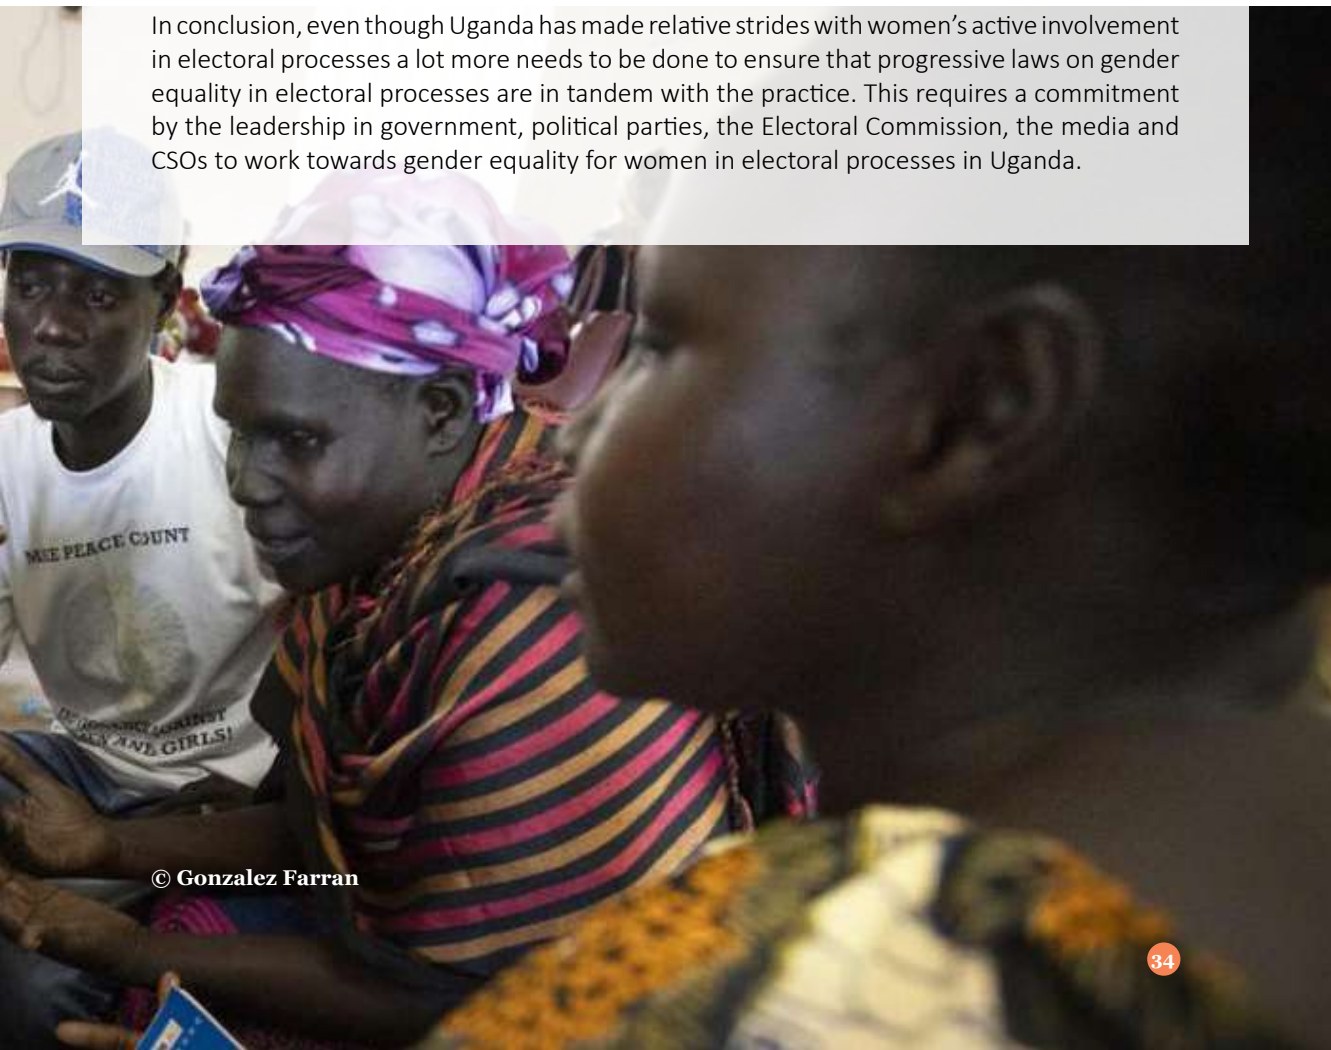 In conclusion, even though Uganda has made relative strides with women’s active involvement
in electoral processes a lot more needs to be done to ensure that progressive laws on gender
equality in electoral processes are in tandem with the practice. This requires a commitment
by the leadership in government, political parties, the Electoral Commission, the media and
CSOs to work towards gender equality for women in electoral processes in Uganda.
PEACE COUNT
AGAINST
GIRLS!
© Gonzalez Farran
34